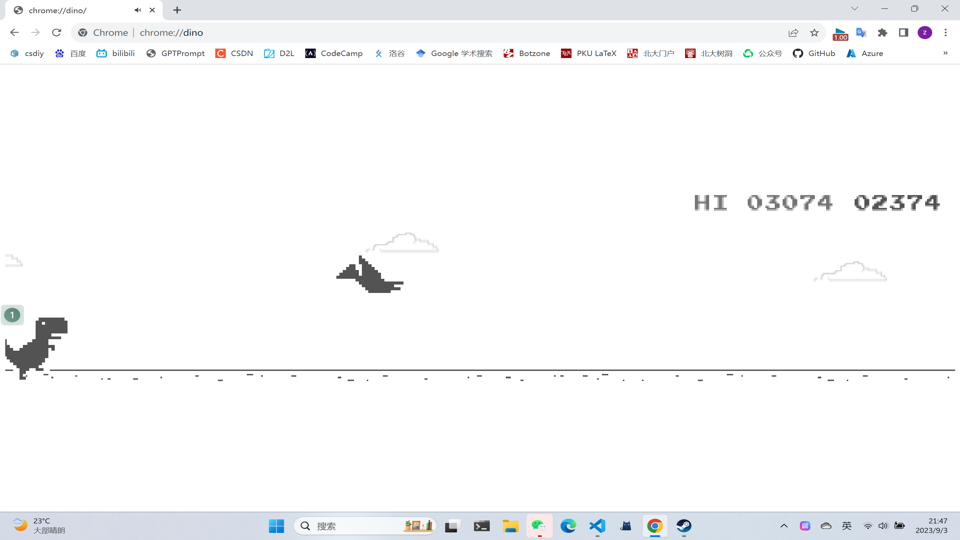 chrome://dino/
Chrome | chrome://dino
1.00
z
csdiy 百度 bilibili GPTPrompt CSDN D2L CodeCamp 洛谷 Google 学术搜索 Botzone PKU LaTeX 北大门户 北大树洞 公众号 GitHub Azure »
HI 03074 02374
1
23°C
大部晴朗
搜索
英
21:47
2023/9/3